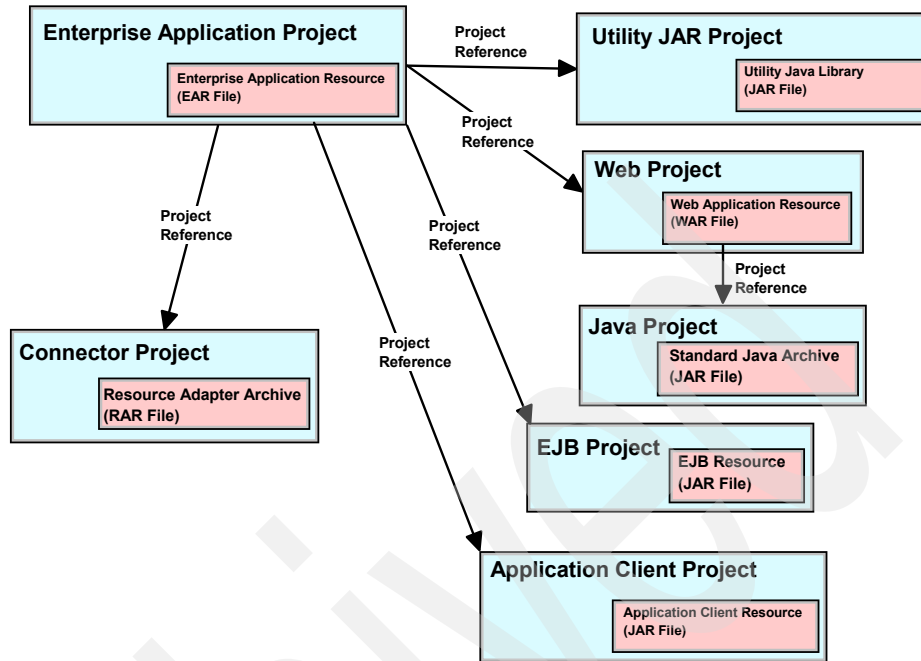 Enterprise Application Project
Enterprise Application Resource
(EAR File)
Project
Reference
Utility JAR Project
Utility Java Library
(JAR File)
Project
Reference
Web Project
Web Application Resource
(WAR File)
Project
Reference
Project
Reference
Project
Reference
Java Project
Standard Java Archive
(JAR File)
Connector Project
Resource Adapter Archive
(RAR File)
Project
Reference
EJB Project
EJB Resource
(JAR File)
Application Client Project
Application Client Resource
(JAR File)